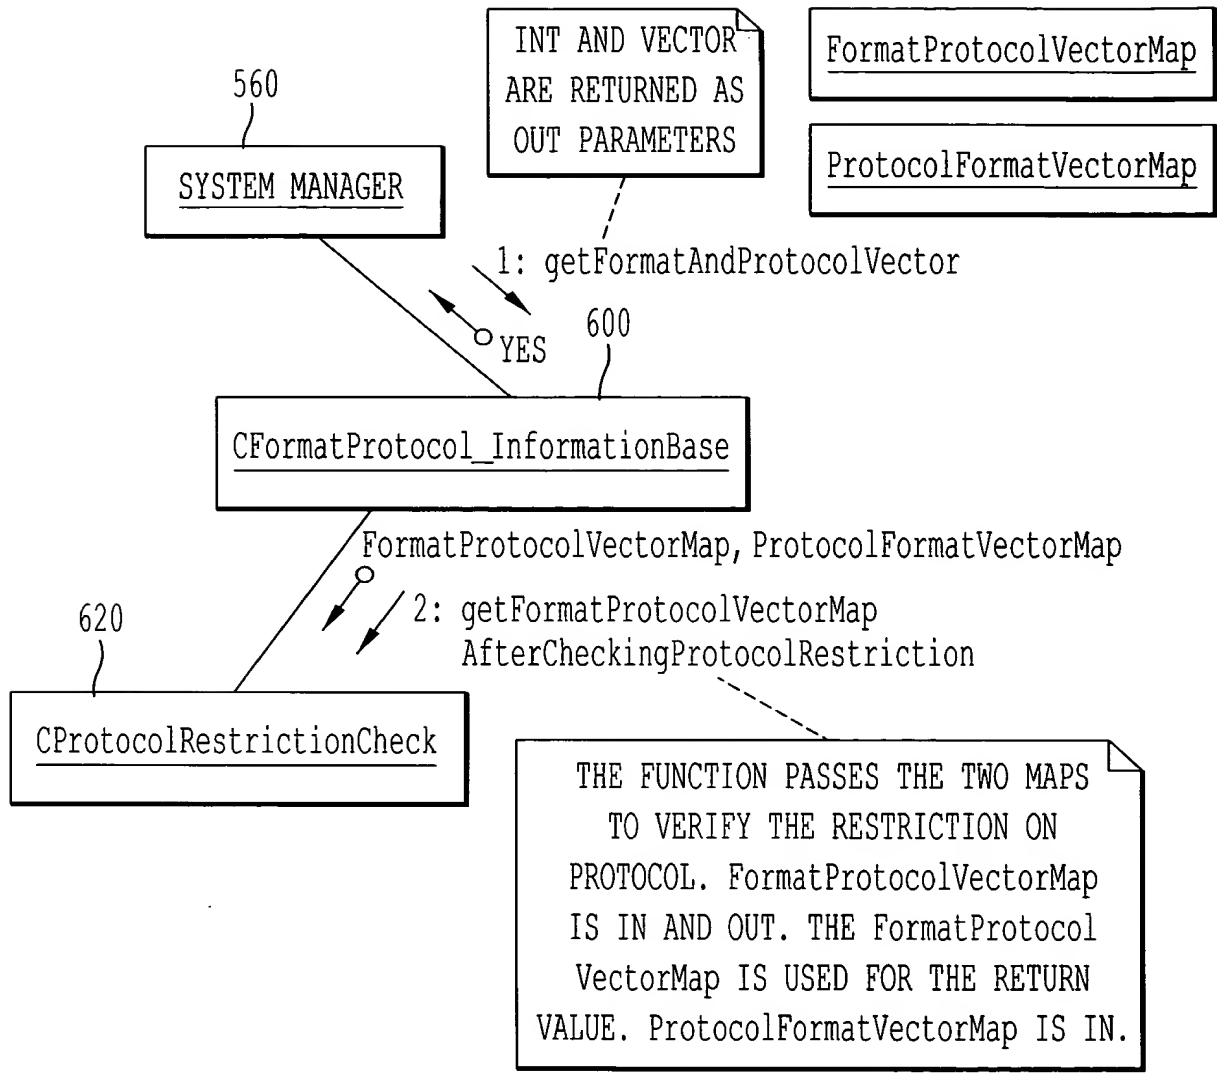 INT AND VECTOR
ARE RETURNED AS
OUT PARAMETERS
FormatProtocolVectorMap
ProtocolFormatVectorMap
560
SYSTEM MANAGER
1: getFormatAndProtocolVector
YES
600
CFormatProtocol_InformationBase
FormatProtocolVectorMap, ProtocolFormatVectorMap
2: getFormatProtocolVectorMap
AfterCheckingProtocolRestriction
620
CProtocolRestrictionCheck
THE FUNCTION PASSES THE TWO MAPS
TO VERIFY THE RESTRICTION ON
PROTOCOL. FormatProtocolVectorMap
IS IN AND OUT. THE FormatProtocol
VectorMap IS USED FOR THE RETURN
VALUE. ProtocolFormatVectorMap IS IN.